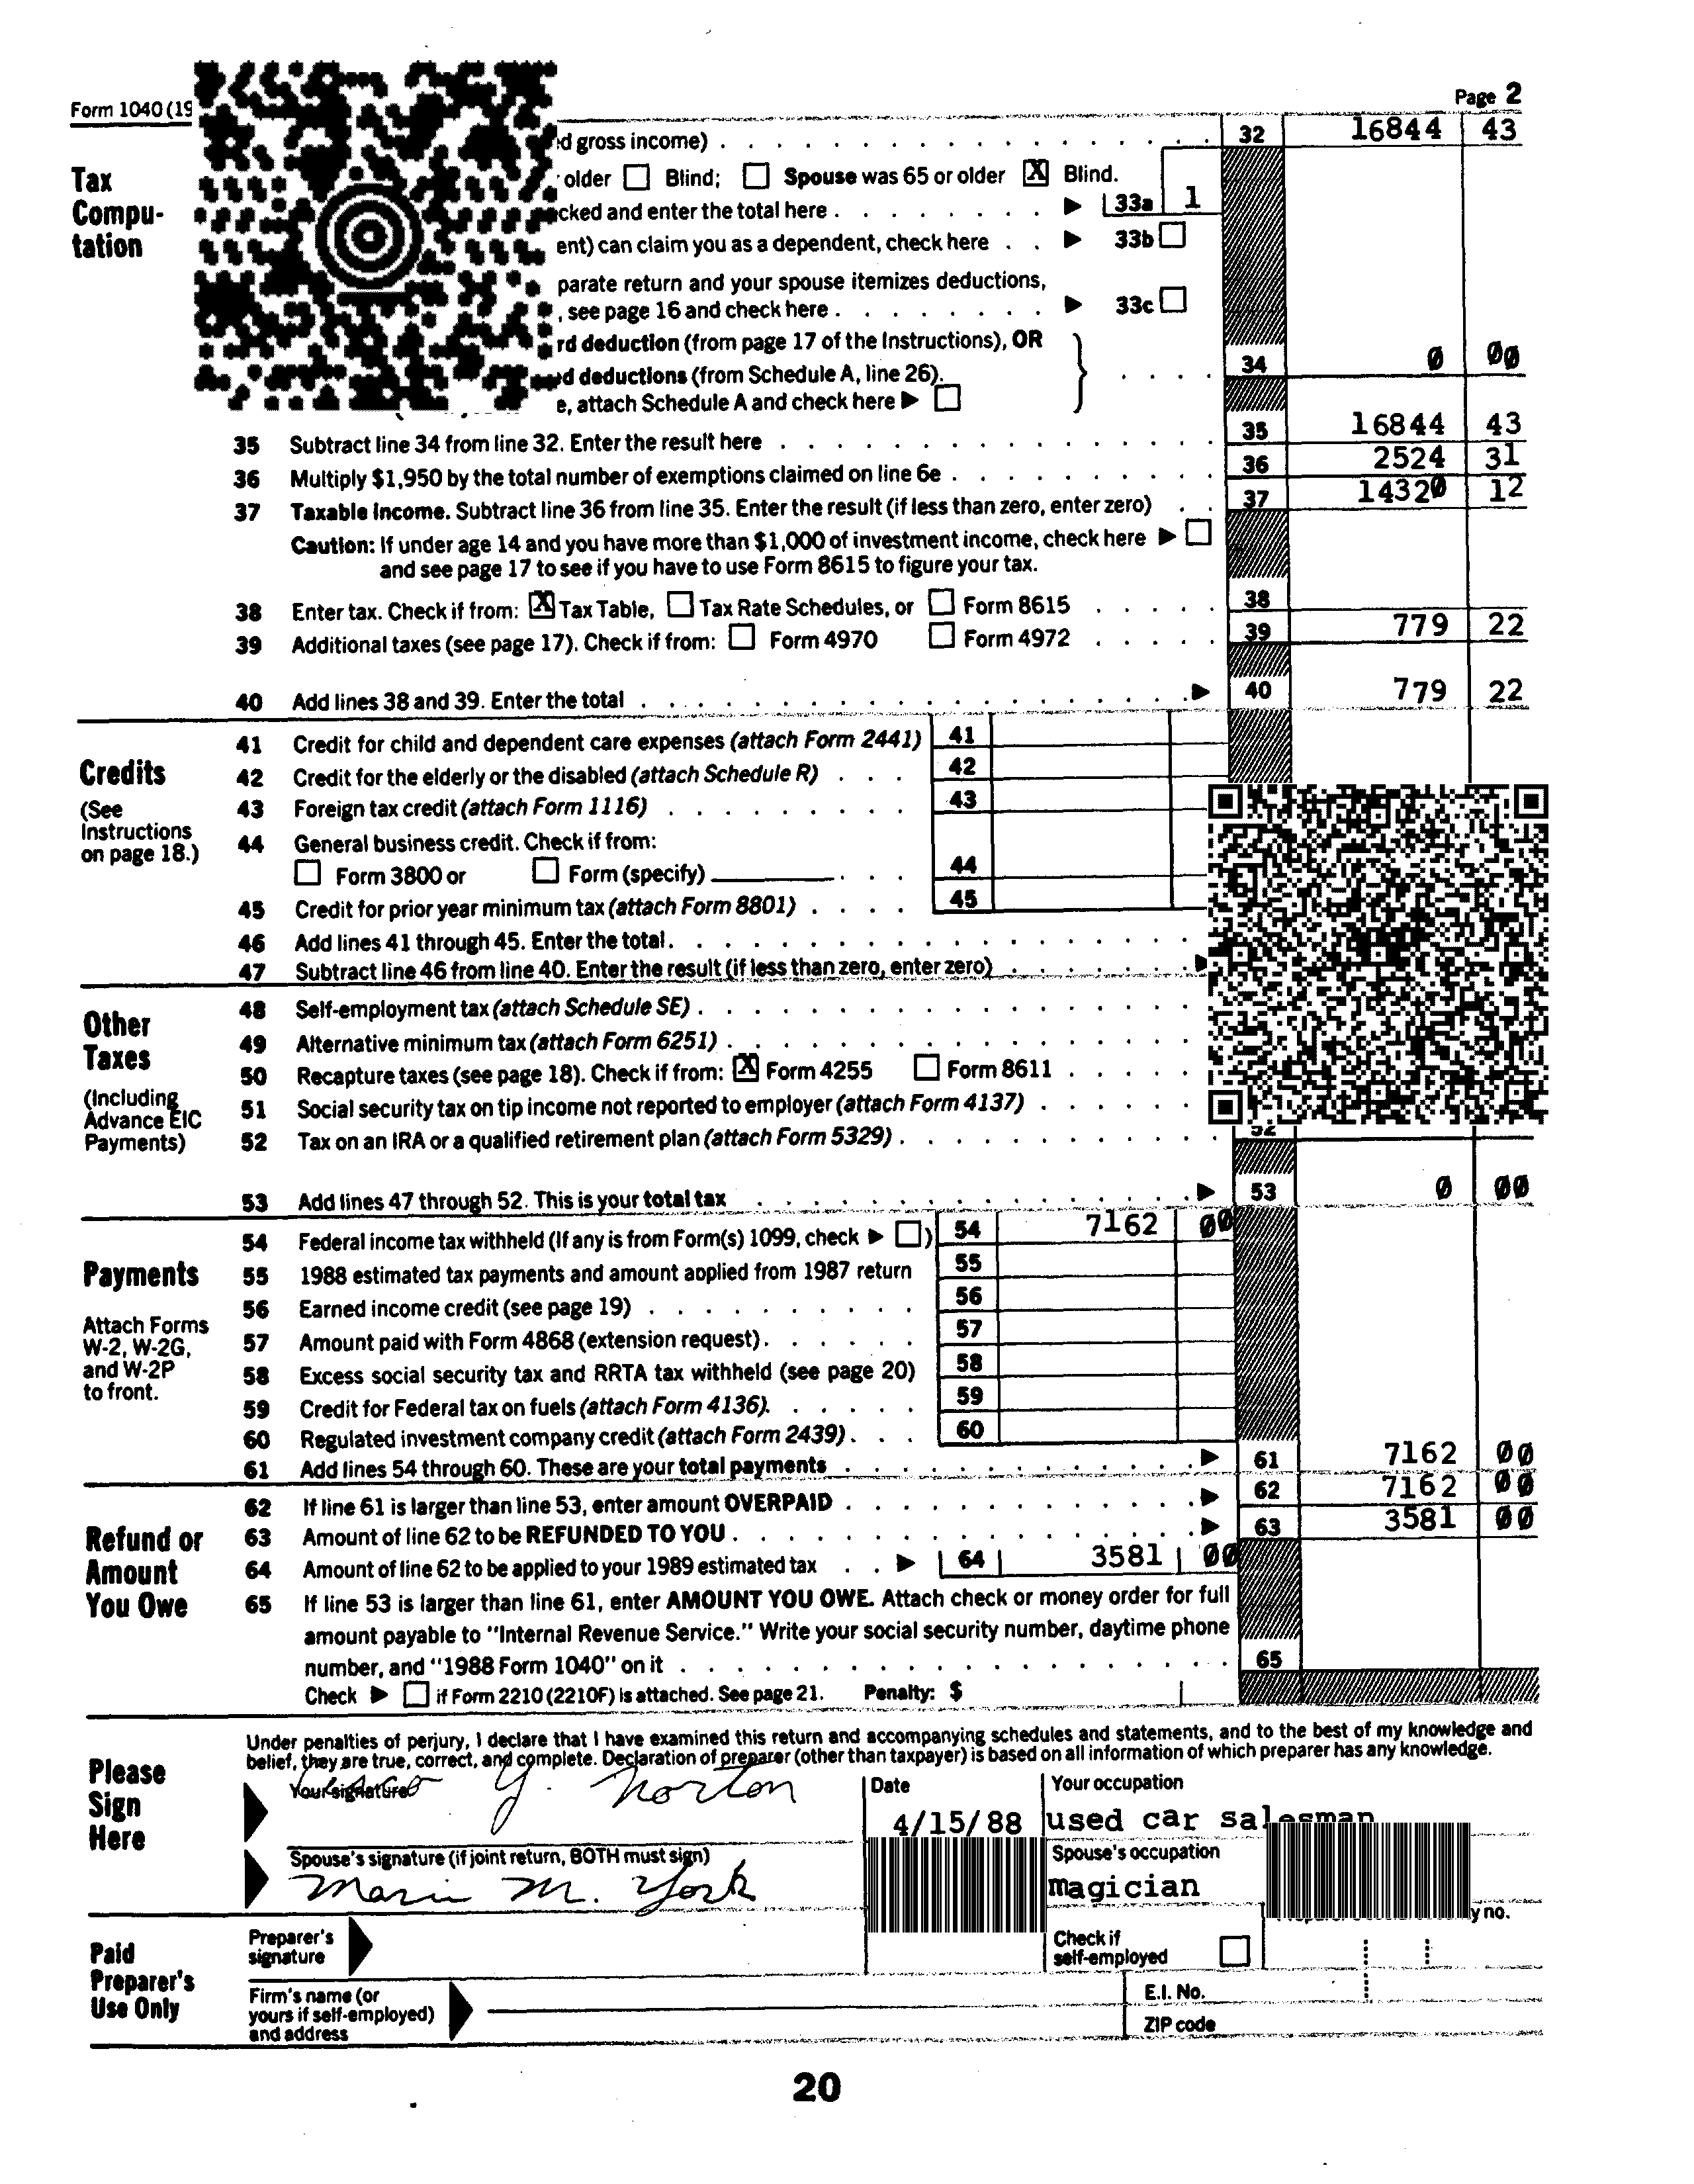 Form 1040 (19
Page 2
Tax
Compu-
tation
d gross income) 32 16844 43
older Blind; Spouse was 65 or older X Blind.
cked and enter the total here 33a 1
ent) can claim you as a dependent, check here 33b
parate return and your spouse itemizes deductions,
, see page 16 and check here 33c
rd deduction (from page 17 of the Instructions), OR
d deductions (from Schedule A, line 26). 34 0 00
e, attach Schedule A and check here
35 Subtract line 34 from line 32. Enter the result here 35 16844 43
36 Multiply $1,950 by the total number of exemptions claimed on line 6e 36 2524 31
37 Taxable income. Subtract line 36 from line 35. Enter the result (if less than zero, enter zero) 37 14320 12
Caution: If under age 14 and you have more than $1,000 of investment income, check here
and see page 17 to see if you have to use Form 8615 to figure your tax.
38 Enter tax. Check if from: X Tax Table, Tax Rate Schedules, or Form 8615 38
39 Additional taxes (see page 17). Check if from: Form 4970 Form 4972 39 779 22
40 Add lines 38 and 39. Enter the total 40 779 22
Credits
(See
Instructions
on page 18.)
41 Credit for child and dependent care expenses (attach Form 2441) 41
42 Credit for the elderly or the disabled (attach Schedule R) 42
43 Foreign tax credit (attach Form 1116) 43
44 General business credit. Check if from:
Form 3800 or Form (specify) 44
45 Credit for prior year minimum tax (attach Form 8801) 45
46 Add lines 41 through 45. Enter the total.
47 Subtract line 46 from line 40. Enter the result (if less than zero, enter zero)
Other
Taxes
(Including
Advance EIC
Payments)
48 Self-employment tax (attach Schedule SE)
49 Alternative minimum tax (attach Form 6251)
50 Recapture taxes (see page 18). Check if from: X Form 4255 Form 8611
51 Social security tax on tip income not reported to employer (attach Form 4137)
52 Tax on an IRA or a qualified retirement plan (attach Form 5329) 52
53 Add lines 47 through 52. This is your total tax 53 0 00
Payments
Attach Forms
W-2, W-2G,
and W-2P
to front.
54 Federal income tax withheld (If any is from Form(s) 1099, check ) 54 7162 00
55 1988 estimated tax payments and amount applied from 1987 return 55
56 Earned income credit (see page 19) 56
57 Amount paid with Form 4868 (extension request) 57
58 Excess social security tax and RRTA tax withheld (see page 20) 58
59 Credit for Federal tax on fuels (attach Form 4136). 59
60 Regulated investment company credit (attach Form 2439) 60
61 Add lines 54 through 60. These are your total payments 61 7162 00
Refund or
Amount
You Owe
62 If line 61 is larger than line 53, enter amount OVERPAID 62 7162 00
63 Amount of line 62 to be REFUNDED TO YOU 63 3581 00
64 Amount of line 62 to be applied to your 1989 estimated tax 64 3581 00
65 If line 53 is larger than line 61, enter AMOUNT YOU OWE. Attach check or money order for full
amount payable to "Internal Revenue Service." Write your social security number, daytime phone
number, and "1988 Form 1040" on it 65
Check if Form 2210 (2210F) is attached. See page 21. Penalty: $
Please
Sign
Here
Under penalties of perjury, I declare that I have examined this return and accompanying schedules and statements, and to the best of my knowledge and
belief, they are true, correct, and complete. Declaration of preparer (other than taxpayer) is based on all information of which preparer has any knowledge.
Your signature
Y. Norton
Date
4/15/88
Your occupation
used car salesman
Spouse's signature (if joint return, BOTH must sign)
Marin M. York
Spouse's occupation
magician
Paid
Preparer's
Use Only
Preparer's
signature
Check if
self-employed
y no.
Firm's name (or
yours if self-employed)
and address
E.I. No.
ZIP code
20